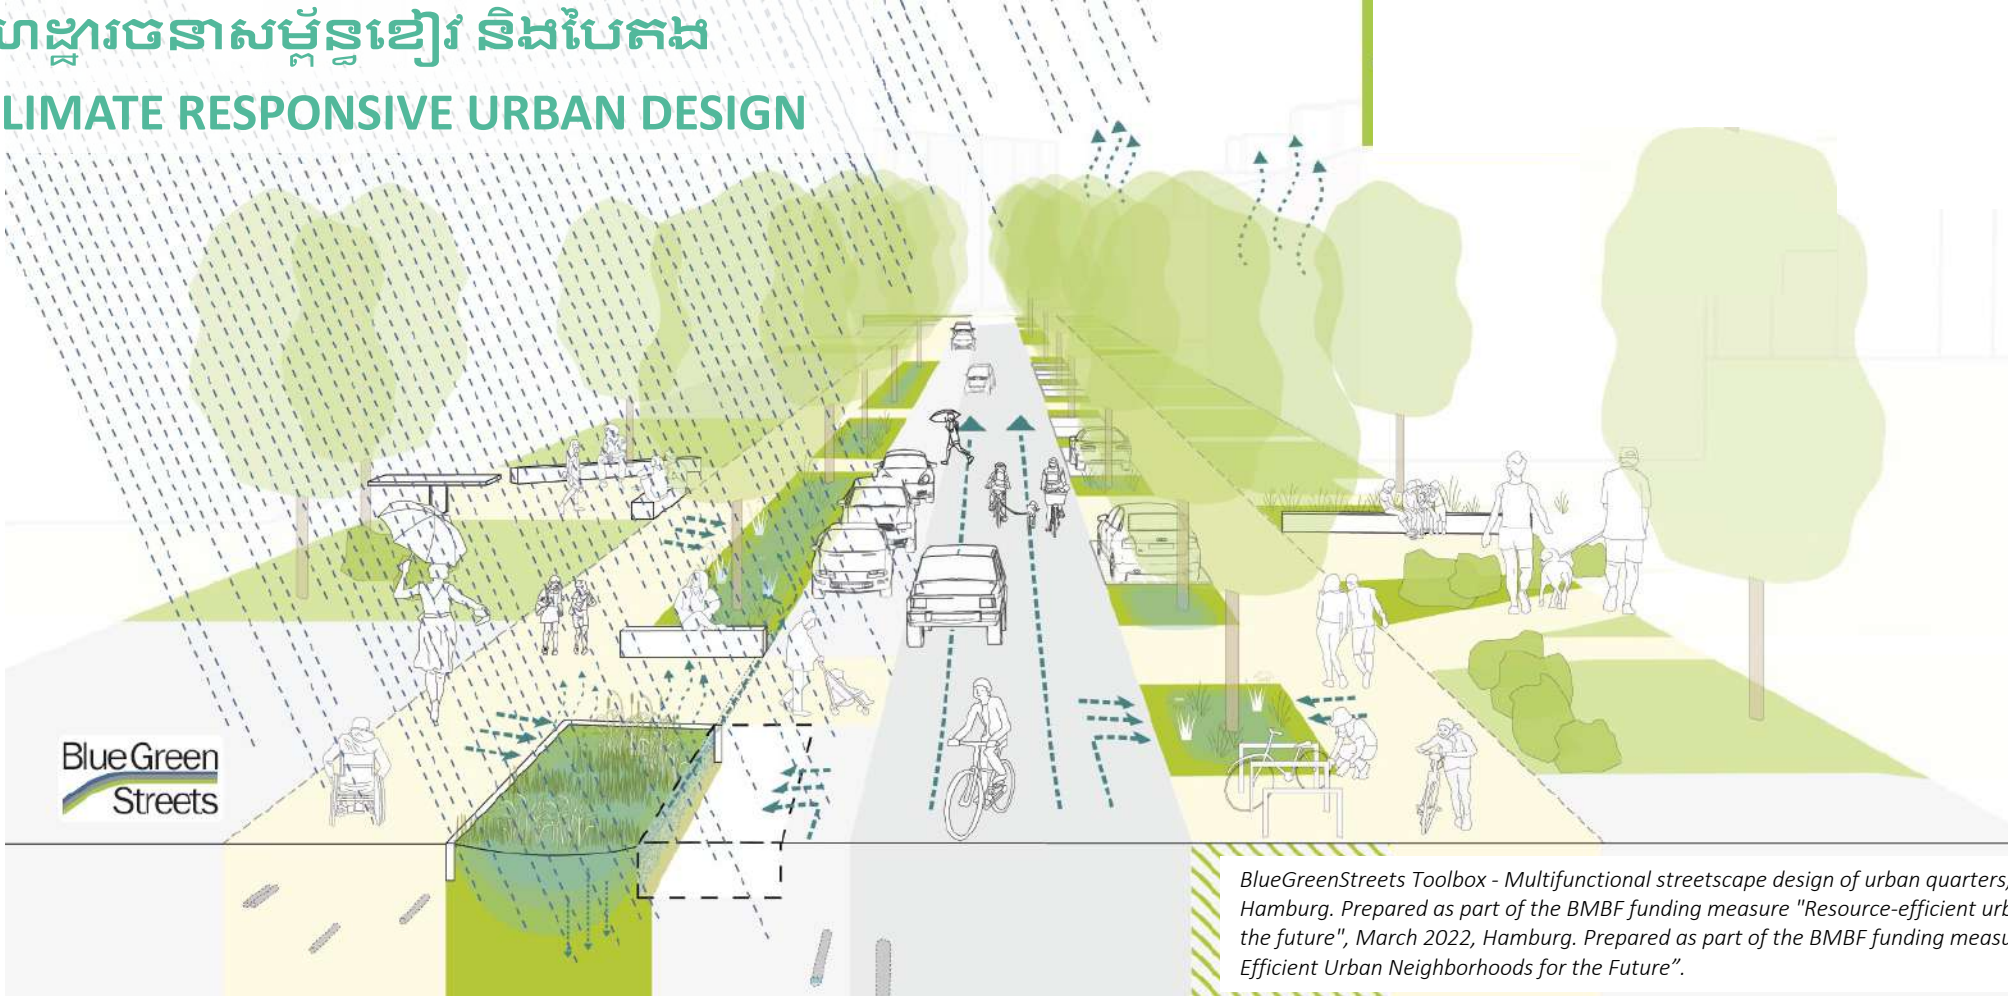 ហេដ្ឋារចនាសម្ព័ន្ធខៀវ និងបៃតង
LIMATE RESPONSIVE URBAN DESIGN
BlueGreen
Streets
BlueGreenStreets Toolbox - Multifunctional streetscape design of urban quarters,
Hamburg. Prepared as part of the BMBF funding measure "Resource-efficient urb
the future", March 2022, Hamburg. Prepared as part of the BMBF funding measu
Efficient Urban Neighborhoods for the Future”.